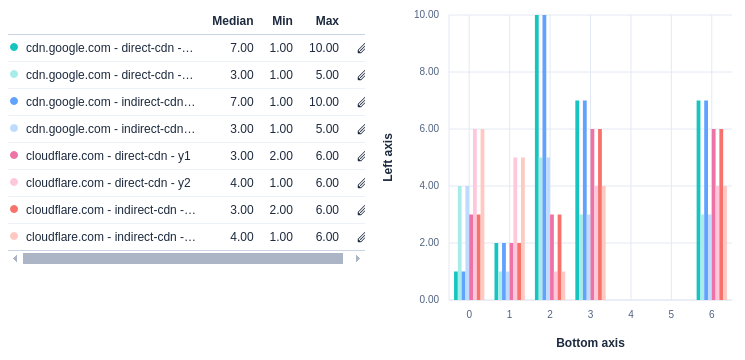 Median Min Max
cdn.google.com - direct-cdn -... 7.00 1.00 10.00
cdn.google.com - direct-cdn -... 3.00 1.00 5.00
cdn.google.com - indirect-cdn... 7.00 1.00 10.00
cdn.google.com - indirect-cdn... 3.00 1.00 5.00
cloudflare.com - direct-cdn - y1 3.00 2.00 6.00
cloudflare.com - direct-cdn - y2 4.00 1.00 6.00
cloudflare.com - indirect-cdn -... 3.00 2.00 6.00
cloudflare.com - indirect-cdn -... 4.00 1.00 6.00
Left axis
10.00
8.00
6.00
4.00
2.00
0.00
0 1 2 3 4 5 6
Bottom axis